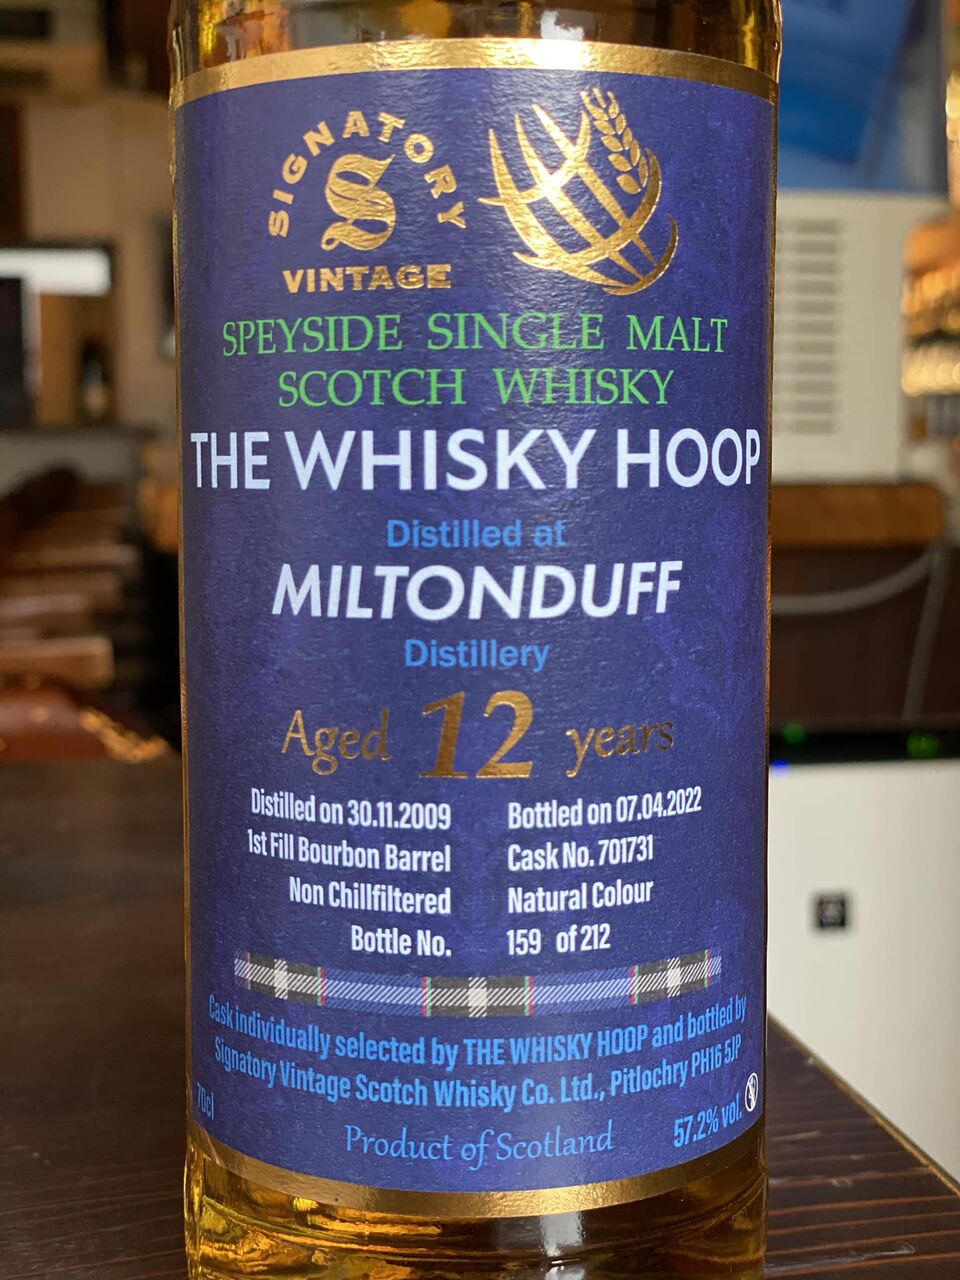 SIGNATORY
S
VINTAGE
SPEYSIDE SINGLE MALT
SCOTCH WHISKY
THE WHISKY HOOP
Distilled at
MILTONDUFF
Distillery
Aged 12 years
Distilled on 30.11.2009 Bottled on 07.04.2022
1st Fill Bourbon Barrel Cask No. 701731
Non Chillfiltered Natural Colour
Bottle No. 159 of 212
Cask individually selected by THE WHISKY HOOP and bottled by
Signatory Vintage Scotch Whisky Co. Ltd., Pitlochry PH16 5JP
70cl Product of Scotland 57.2% vol.